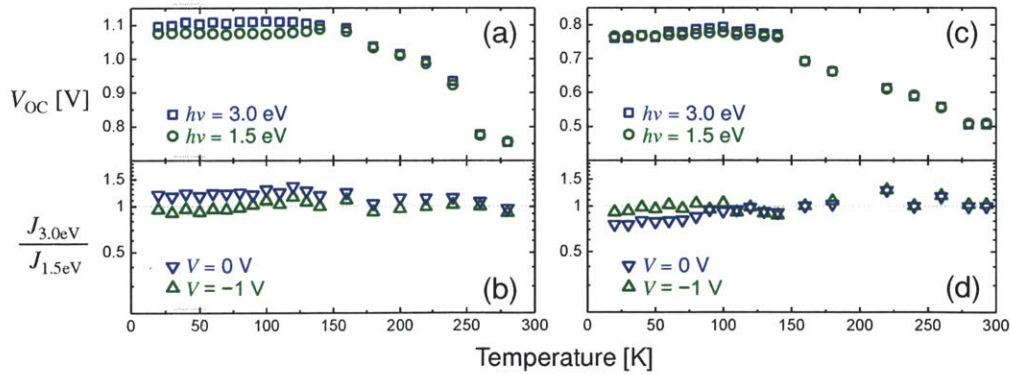 1.1
1.0
0.9
0.8
V_OC [V]
(a)
hν = 3.0 eV
hν = 1.5 eV
1.5
1
0.5
J_3.0eV
J_1.5eV
V = 0 V
V = −1 V
(b)
0 50 100 150 200 250 300
0.8
0.7
0.6
0.5
(c)
hν = 3.0 eV
hν = 1.5 eV
1.5
1
0.5
V = 0 V
V = −1 V
(d)
0 50 100 150 200 250 300
Temperature [K]